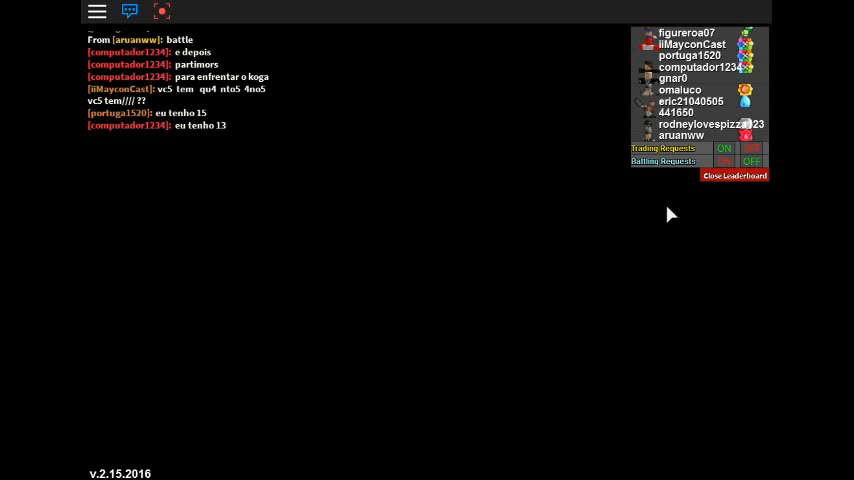 From [aruanww]: battle
[computador1234]: e depois
[computador1234]: partimors
[computador1234]: para enfrentar o koga
[iiMayconCast]: vc5 tem qu4 nto5 4no5
vc5 tem//// ??
[portuga1520]: eu tenho 15
[computador1234]: eu tenho 13
figureroa07
iiMayconCast
portuga1520
computador1234
gnar0
omaluco
eric21040505
441650
rodneylovespizza923
aruanww
Trading Requests ON OFF
Battling Requests ON OFF
Close Leaderboard
v.2.15.2016